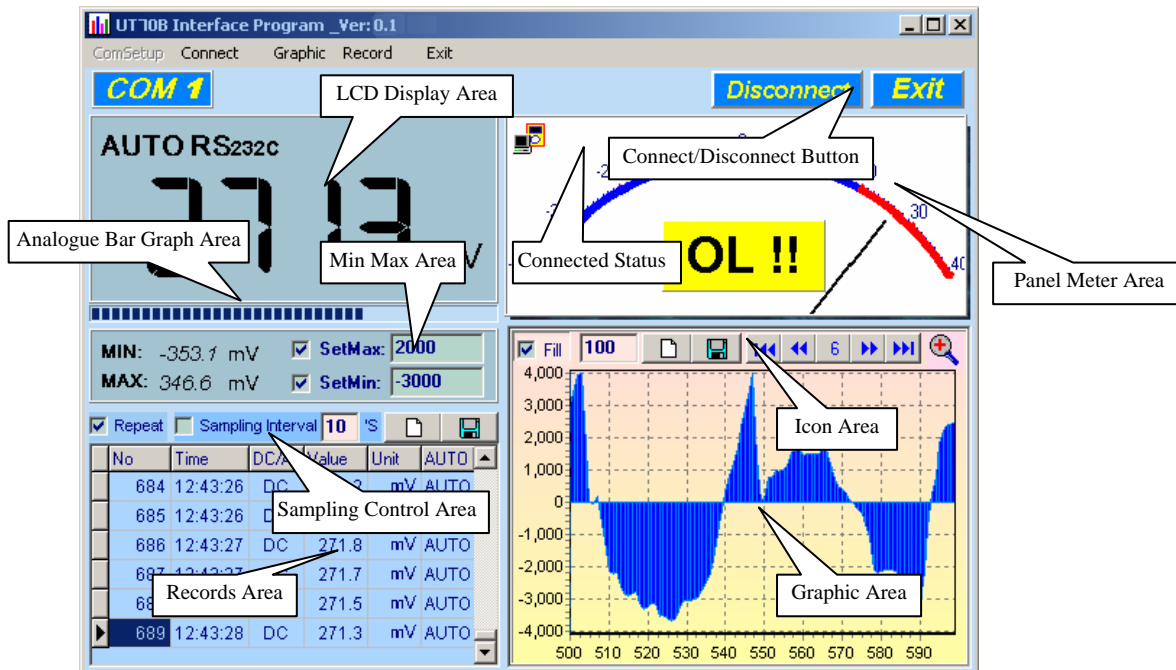 UT70B Interface Program _Ver: 0.1
ComSetup Connect Graphic Record Exit
COM 1
Disconnect Exit
LCD Display Area
Connect/Disconnect Button
AUTO RS232C
Analogue Bar Graph Area
Min Max Area
V
Connected Status
OL !!
30
40
Panel Meter Area
MIN: -353.1 mV SetMax: 2000
MAX: 346.6 mV SetMin: -3000
Fill 100 6
Icon Area
Repeat Sampling Interval 10 'S
No Time DC/A Value Unit AUTO
684 12:43:26 DC mV AUTO
685 12:43:26 AUTO
Sampling Control Area
686 12:43:27 DC 271.8 mV AUTO
271.7 mV AUTO
Records Area
271.5 mV AUTO
689 12:43:28 DC 271.3 mV AUTO
4,000
3,000
2,000
1,000
0
-1,000
-2,000
-3,000
-4,000
Graphic Area
500 510 520 530 540 550 560 570 580 590